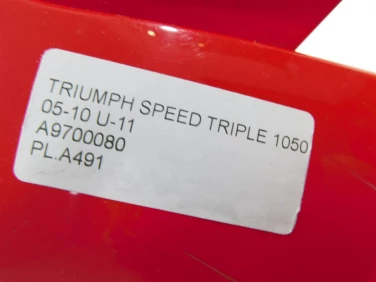 TRIUMPH SPEED TRIPLE 1050
05-10 U-11
A9700080
PL.A491